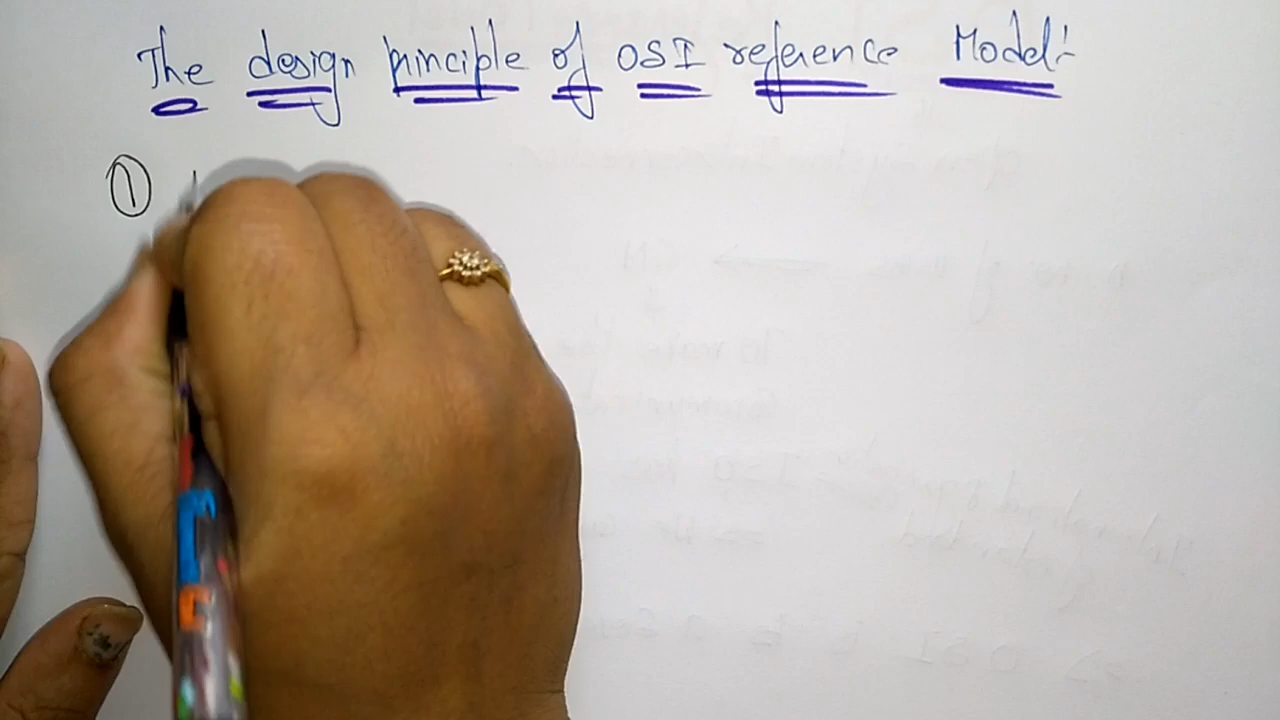 The design principle of OSI reference Model:-
①